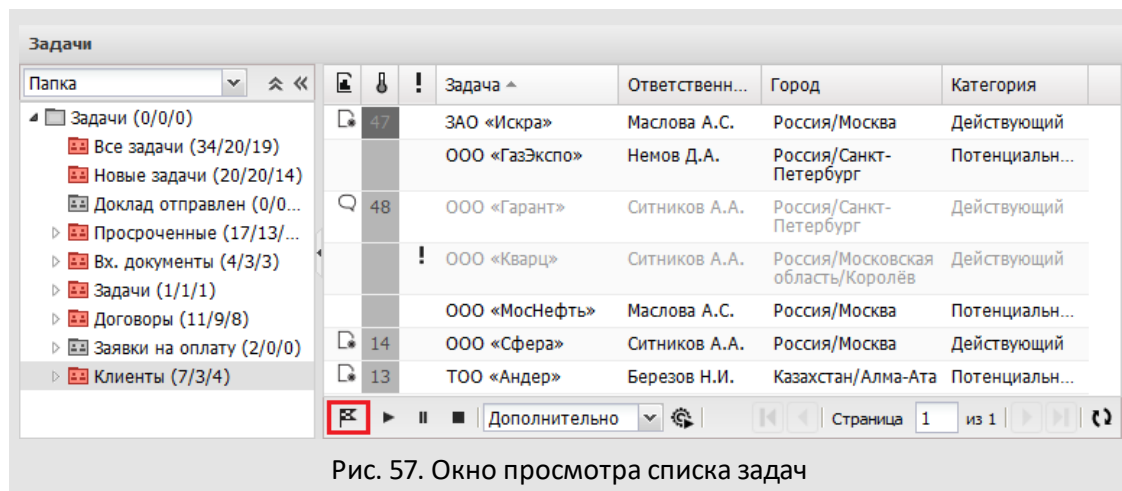 Задачи
Папка
Задачи (0/0/0)
Все задачи (34/20/19)
Новые задачи (20/20/14)
Доклад отправлен (0/0...
Просроченные (17/13/...
Вх. документы (4/3/3)
Задачи (1/1/1)
Договоры (11/9/8)
Заявки на оплату (2/0/0)
Клиенты (7/3/4)
! Задача Ответственн... Город Категория
47 ЗАО «Искра» Маслова А.С. Россия/Москва Действующий
ООО «ГазЭкспо» Немов Д.А. Россия/Санкт- Потенциальн...
Петербург
48 ООО «Гарант» Ситников А.А. Россия/Санкт- Действующий
Петербург
! ООО «Кварц» Ситников А.А. Россия/Московская Действующий
область/Королёв
ООО «МосНефть» Маслова А.С. Россия/Москва Потенциальн...
14 ООО «Сфера» Ситников А.А. Россия/Москва Действующий
13 ТОО «Андер» Березов Н.И. Казахстан/Алма-Ата Потенциальн...
Дополнительно Страница 1 из 1
Рис. 57. Окно просмотра списка задач